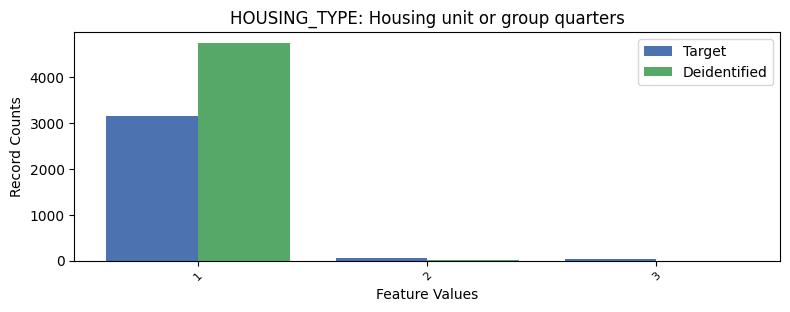 HOUSING_TYPE: Housing unit or group quarters
Target
Deidentified
Record Counts
4000
3000
2000
1000
0
1
2
3
Feature Values